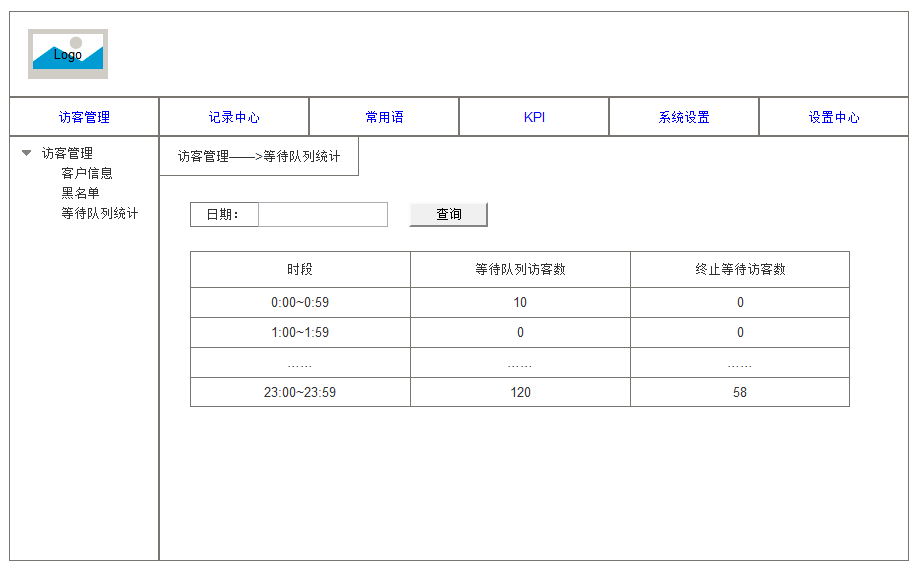 Logo
访客管理 记录中心 常用语 KPI 系统设置 设置中心
访客管理
客户信息
黑名单
等待队列统计
访客管理——>等待队列统计
日期： 查询
时段 等待队列访客数 终止等待访客数
0:00~0:59 10 0
1:00~1:59 0 0
…… …… ……
23:00~23:59 120 58